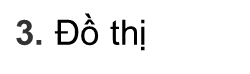 3. Đồ thị